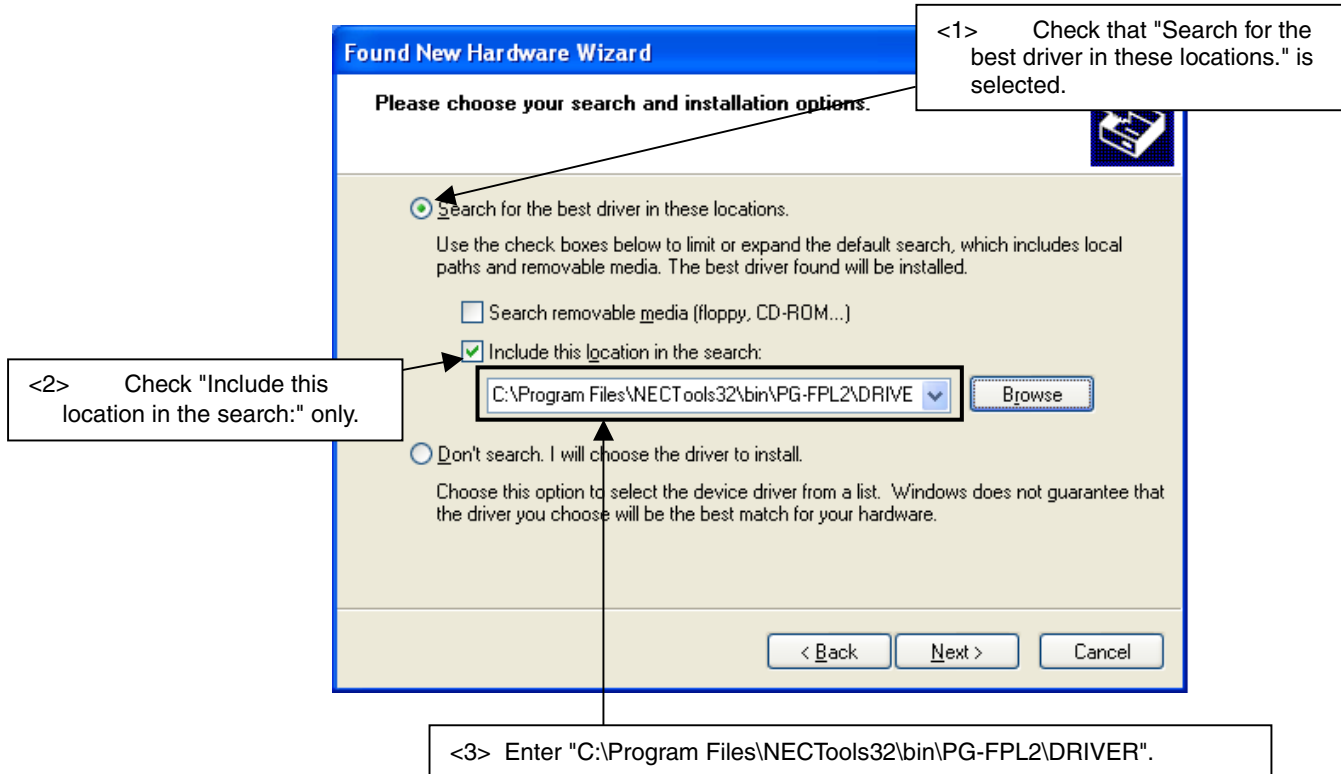 <1> Check that "Search for the
best driver in these locations." is
selected.
Found New Hardware Wizard
Please choose your search and installation options.
Search for the best driver in these locations.
Use the check boxes below to limit or expand the default search, which includes local
paths and removable media. The best driver found will be installed.
Search removable media (floppy, CD-ROM...)
Include this location in the search:
<2> Check "Include this
location in the search:" only.
C:\Program Files\NECTools32\bin\PG-FPL2\DRIVE
Browse
Don't search. I will choose the driver to install.
Choose this option to select the device driver from a list. Windows does not guarantee that
the driver you choose will be the best match for your hardware.
< Back
Next >
Cancel
<3> Enter "C:\Program Files\NECTools32\bin\PG-FPL2\DRIVER".